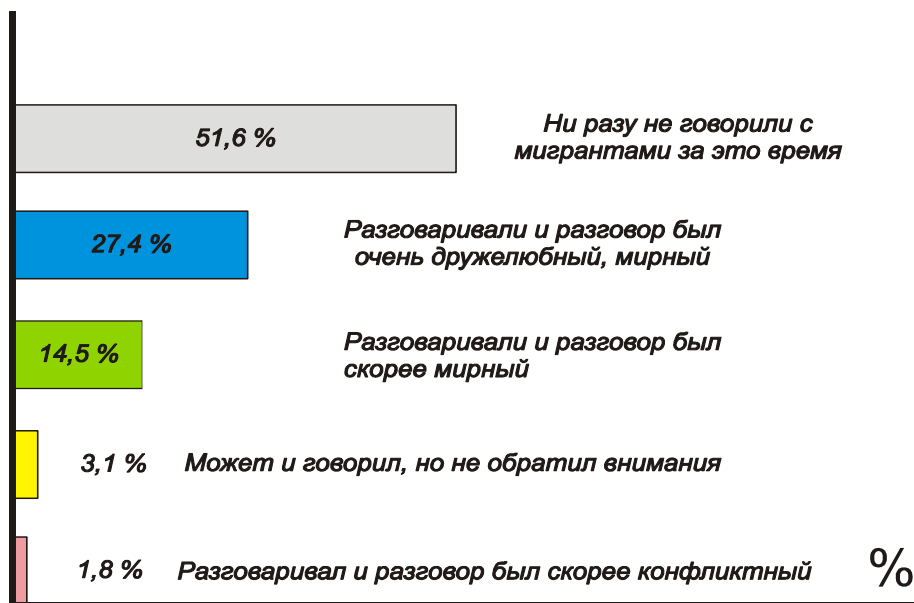 51,6 %
Ни разу не говорили с
мигрантами за это время
27,4 %
Разговаривали и разговор был
очень дружелюбный, мирный
14,5 %
Разговаривали и разговор был
скорее мирный
3,1 %
Может и говорил, но не обратил внимания
1,8 %
Разговаривал и разговор был скорее конфликтный
%